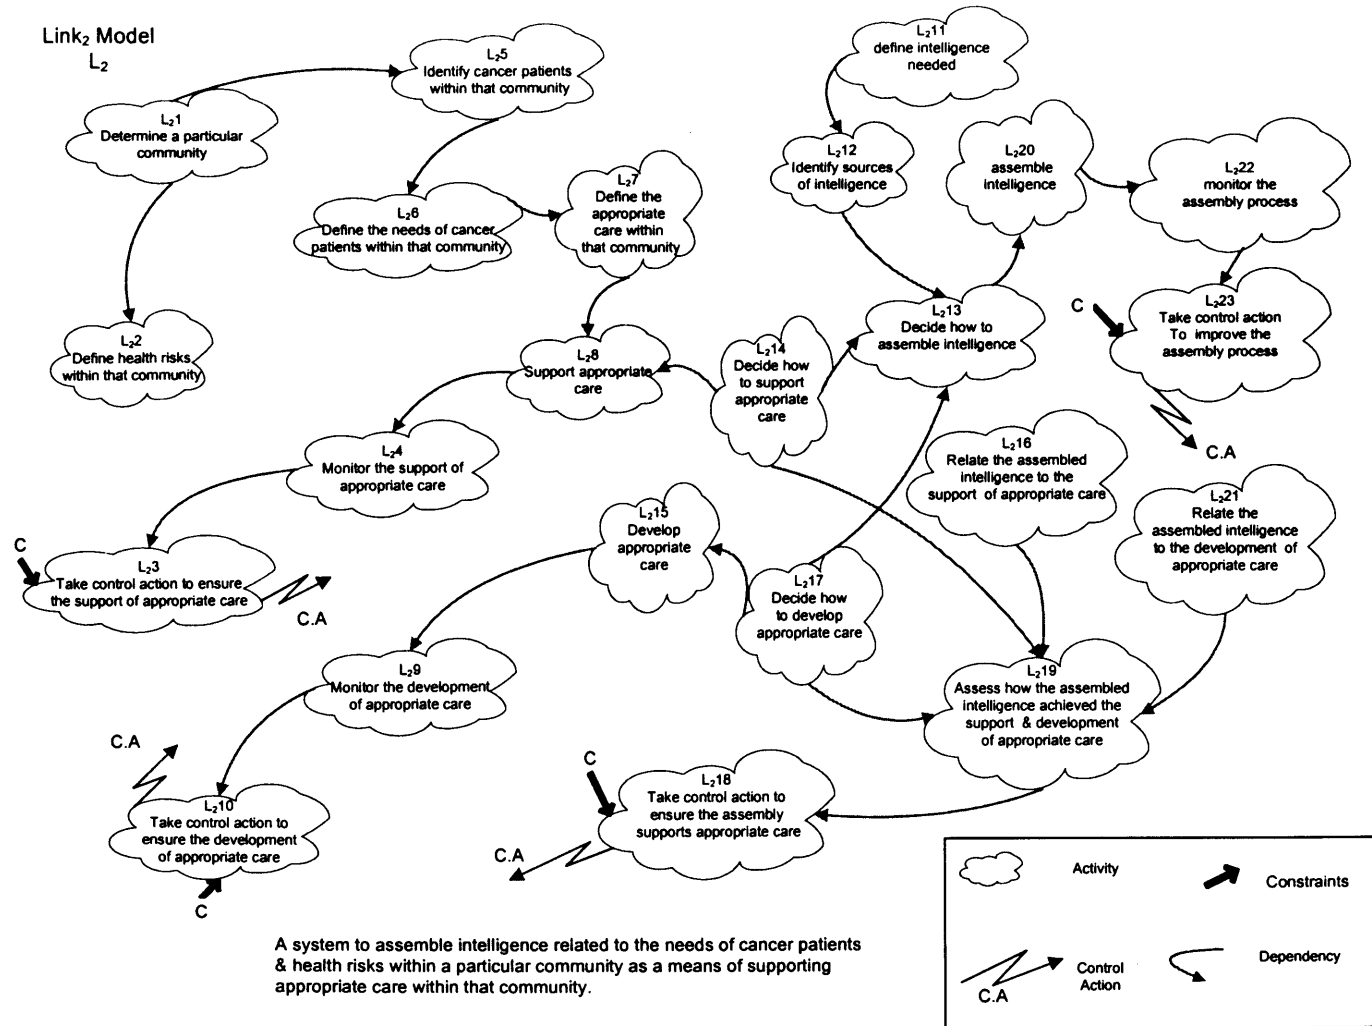 Link₂ Model
L₂
L₂1
Determine a particular
community
L₂5
Identify cancer patients
within that community
L₂11
define intelligence
needed
L₂12
Identify sources
of intelligence
L₂20
assemble
intelligence
L₂22
monitor the
assembly process
L₂6
Define the needs of cancer
patients within that community
L₂7
Define the
appropriate
care within
that community
L₂2
Define health risks
within that community
L₂8
Support appropriate
care
L₂14
Decide how
to support
appropriate
care
L₂13
Decide how to
assemble intelligence
C
L₂23
Take control action
To improve the
assembly process
C.A
L₂4
Monitor the support of
appropriate care
L₂16
Relate the assembled
intelligence to the
support of appropriate care
L₂21
Relate the
assembled intelligence
to the development of
appropriate care
L₂15
Develop
appropriate
care
C
L₂3
Take control action to ensure
the support of appropriate care
C.A
L₂17
Decide how
to develop
appropriate care
L₂9
Monitor the development
of appropriate care
L₂19
Assess how the assembled
intelligence achieved the
support & development
of appropriate care
C.A
L₂10
Take control action to
ensure the development
of appropriate care
C
C
L₂18
Take control action to
ensure the assembly
supports appropriate care
C.A
Activity
Constraints
C.A
Control
Action
Dependency
A system to assemble intelligence related to the needs of cancer patients
& health risks within a particular community as a means of supporting
appropriate care within that community.